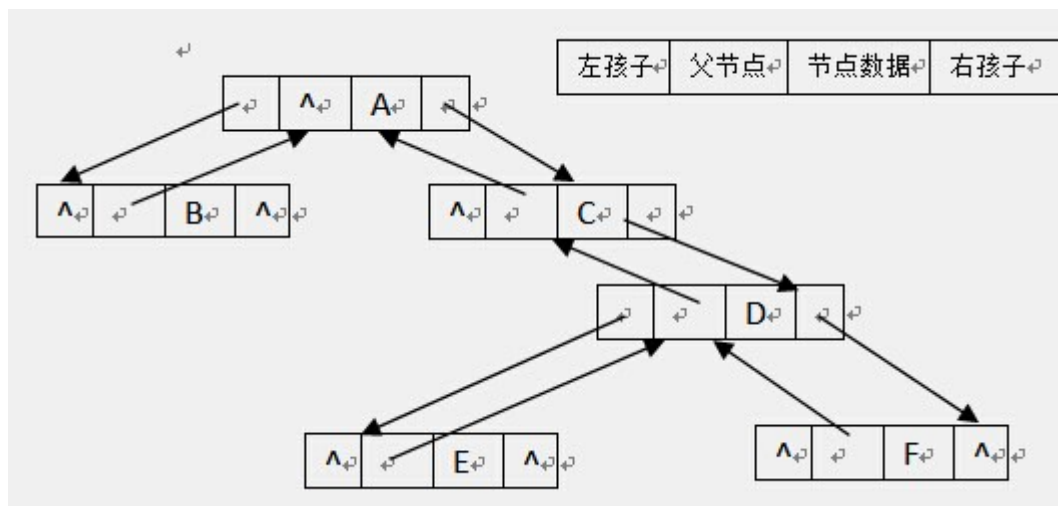 左孩子 父节点 节点数据 右孩子
^ A
^ B ^
^ C
D
^ E ^
^ F ^